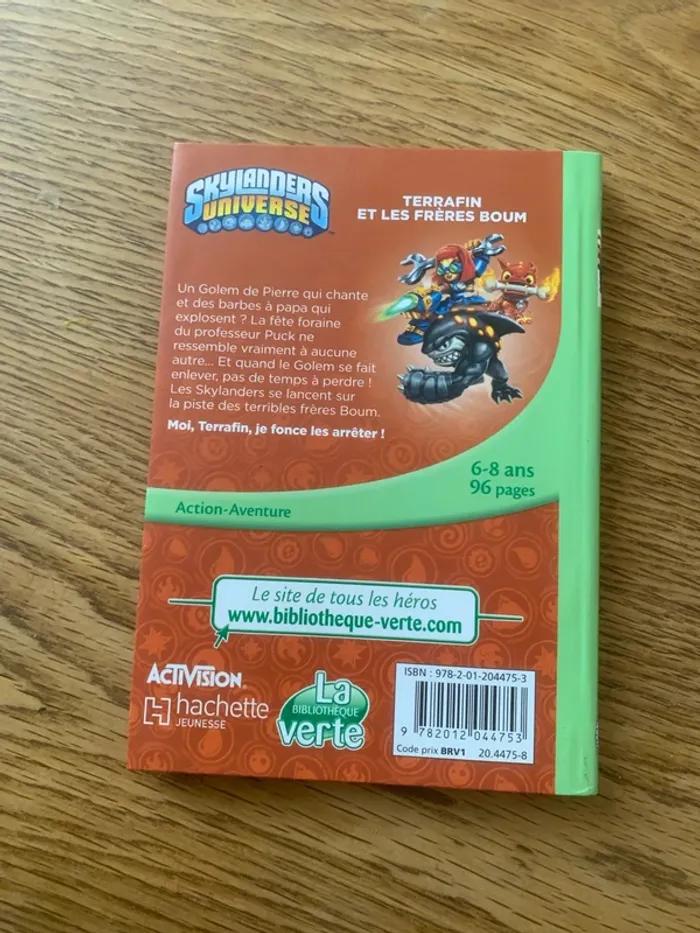 SKYLANDERS
UNIVERSE
TERRAFIN
ET LES FRÈRES BOUM
Un Golem de Pierre qui chante
et des barbes à papa qui
explosent ? La fête foraine
du professeur Puck ne
ressemble vraiment à aucune
autre... Et quand le Golem se fait
enlever, pas de temps à perdre !
Les Skylanders se lancent sur
la piste des terribles frères Boum.
Moi, Terrafin, je fonce les arrêter !
6-8 ans
96 pages
Action-Aventure
Le site de tous les héros
www.bibliotheque-verte.com
ACTIVISION
hachette
JEUNESSE
La
BIBLIOTHÈQUE
verte
ISBN : 978-2-01-204475-3
9 782012 044753
Code prix BRV1 20.4475-8